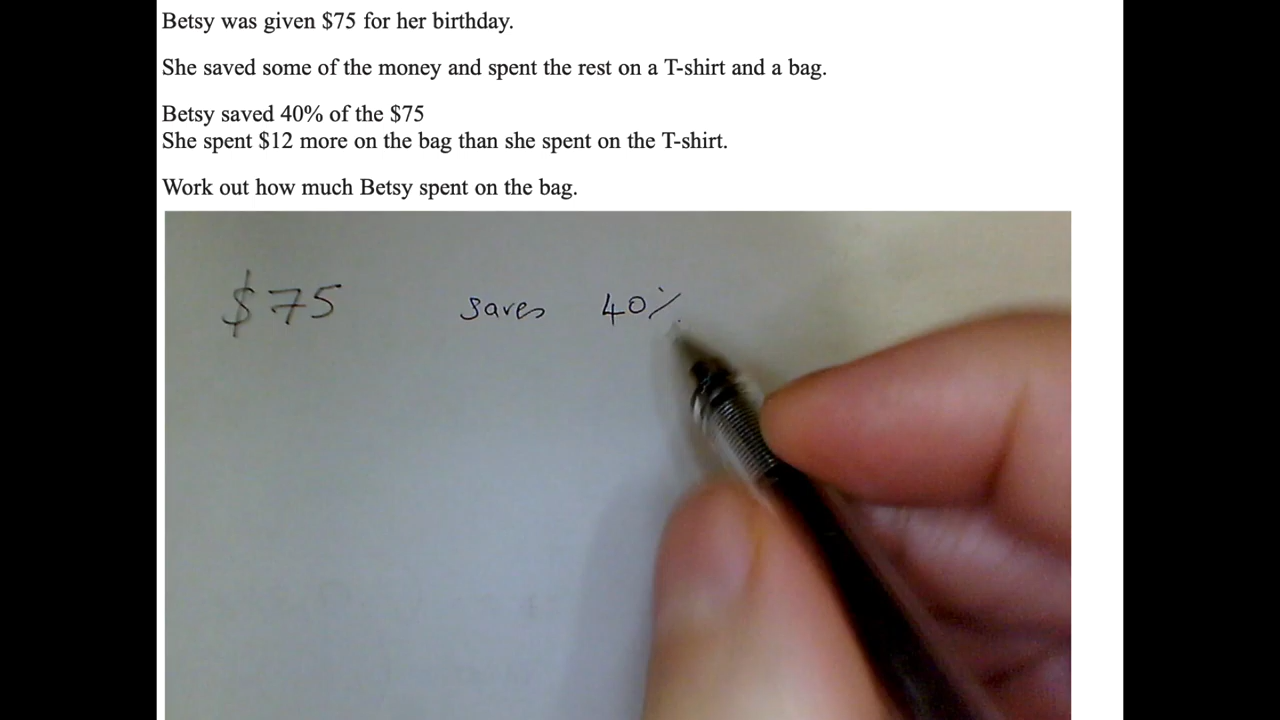 Betsy was given $75 for her birthday.
She saved some of the money and spent the rest on a T-shirt and a bag.
Betsy saved 40% of the $75
She spent $12 more on the bag than she spent on the T-shirt.
Work out how much Betsy spent on the bag.
$75 saves 40%